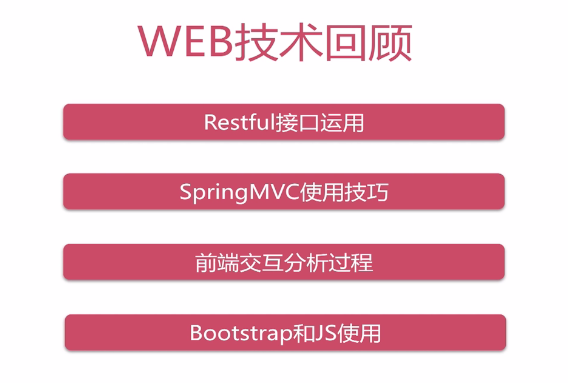 WEB技术回顾
Restful接口运用
SpringMVC使用技巧
前端交互分析过程
Bootstrap和JS使用